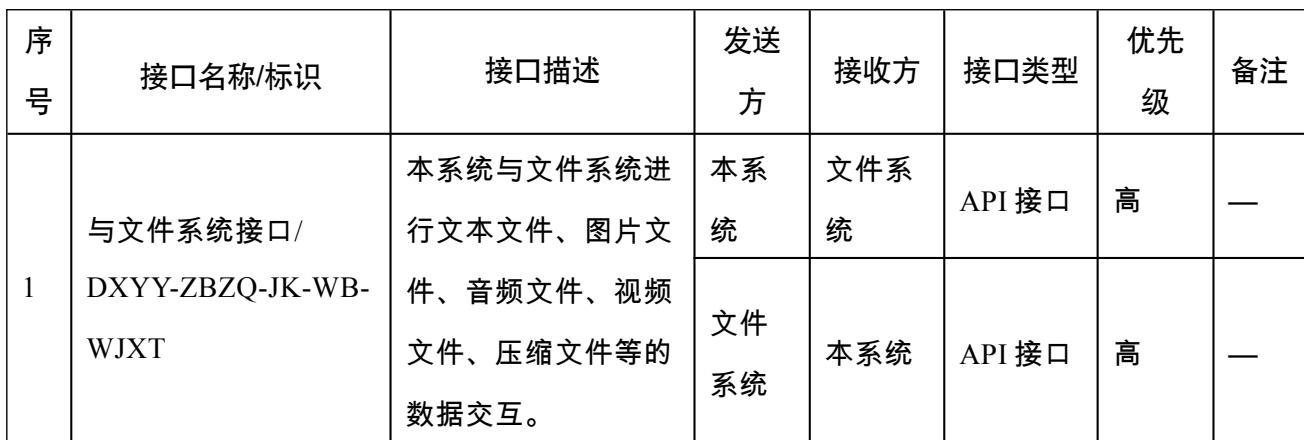 序号
接口名称/标识
接口描述
发送方
接收方
接口类型
优先级
备注
1
与文件系统接口/
DXYY-ZBZQ-JK-WB-
WJXT
本系统与文件系统进
行文本文件、图片文
件、音频文件、视频
文件、压缩文件等的
数据交互。
本系
统
文件系
统
API 接口
高
—
文件
系统
本系统
API 接口
高
—